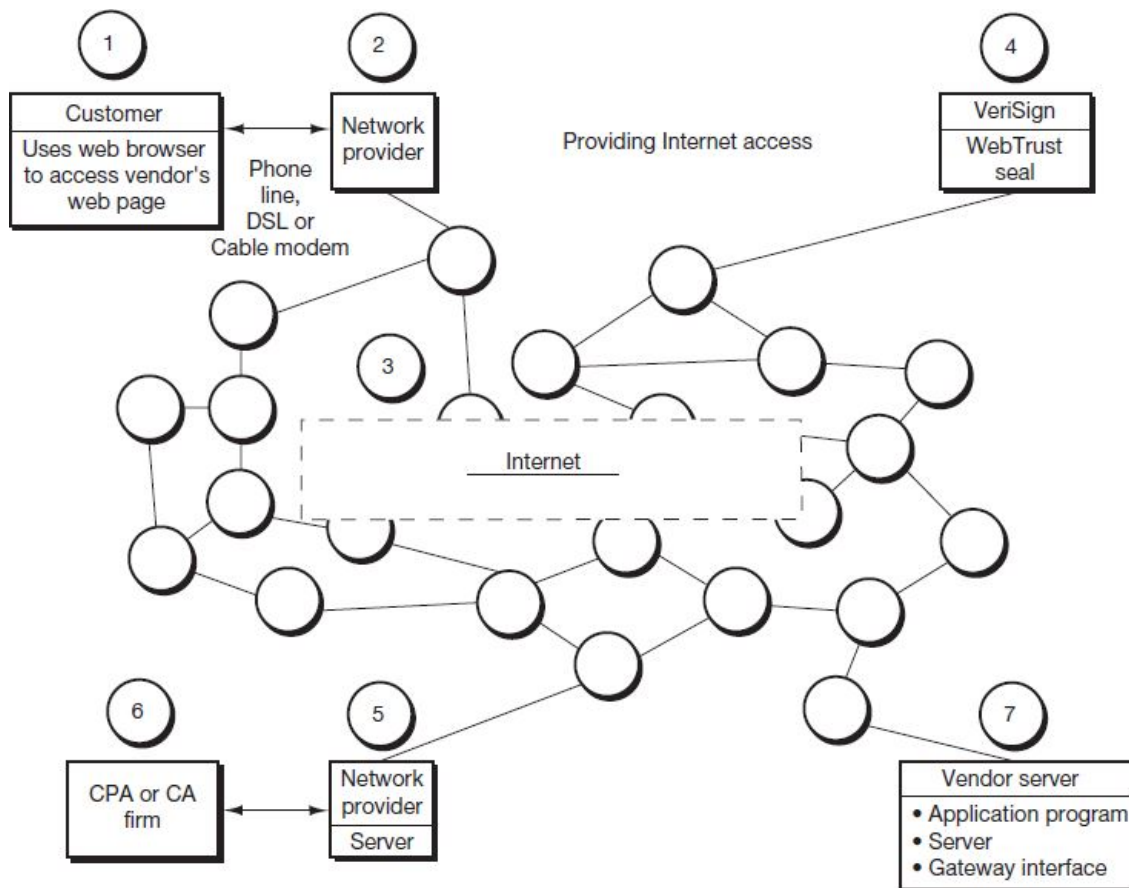 1
2
4
Customer
Uses web browser
to access vendor's
web page
Network
provider
Phone
line,
DSL or
Cable modem
Providing Internet access
VeriSign
WebTrust
seal
3
Internet
6
5
7
CPA or CA
firm
Network
provider
Server
Vendor server
• Application program
• Server
• Gateway interface